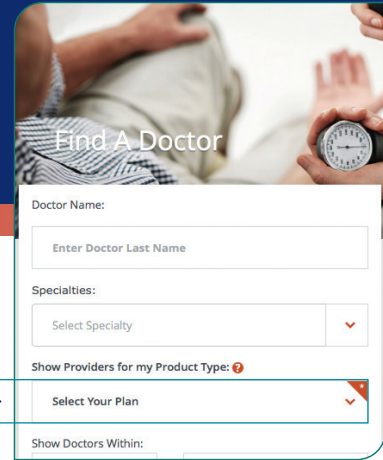 Find A Doctor
Doctor Name:
Enter Doctor Last Name
Specialties:
Select Specialty
Show Providers for my Product Type: ?
Select Your Plan
*
Show Doctors Within: